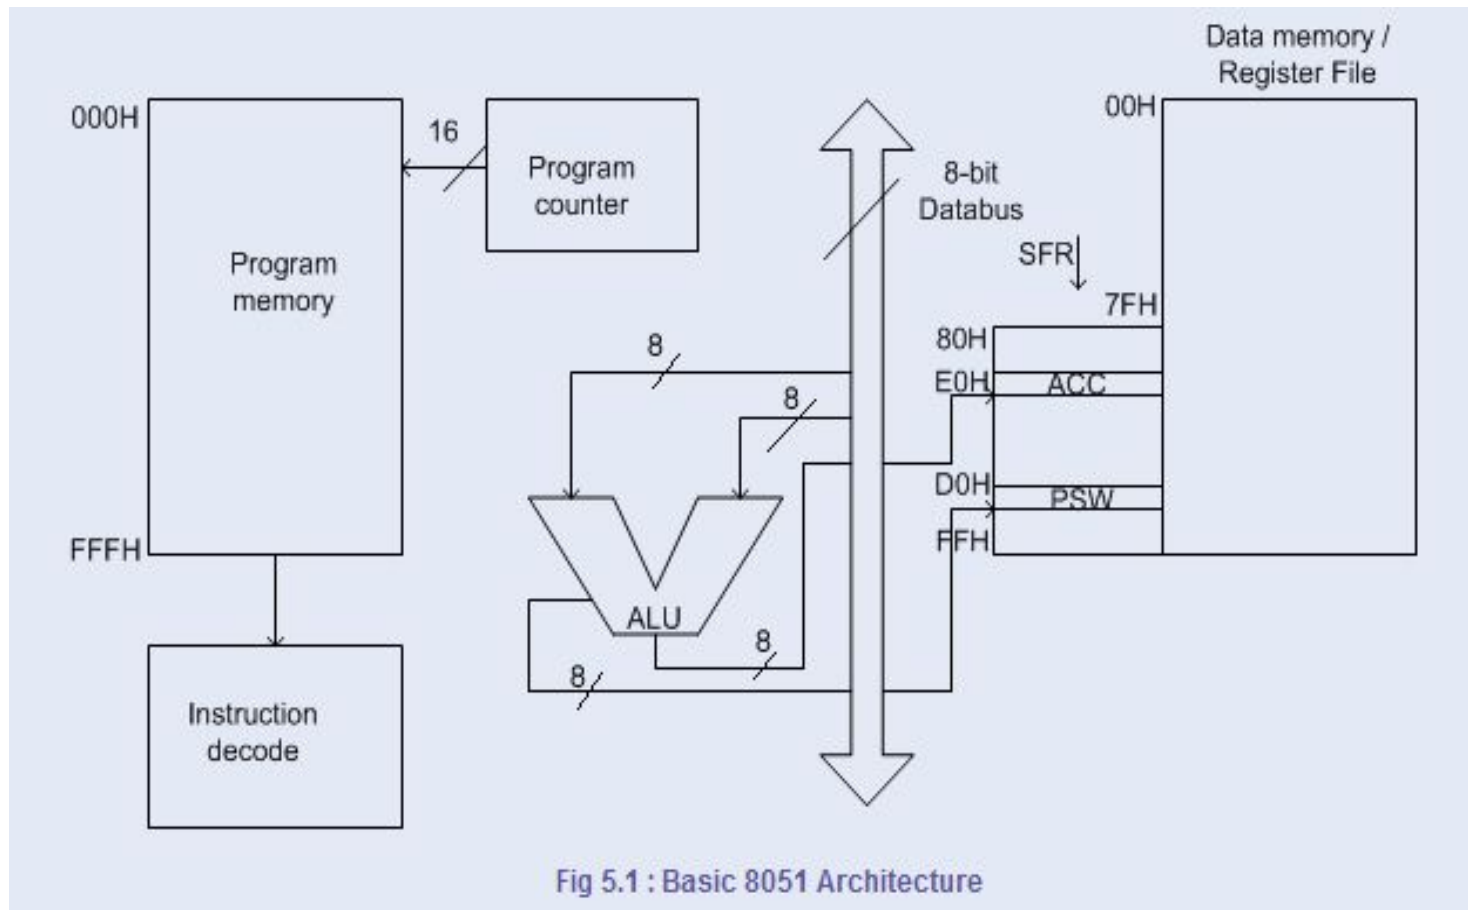 Data memory /
Register File
000H
16
Program
counter
00H
8-bit
Databus
SFR
Program
memory
7FH
80H
8
E0H
ACC
8
D0H
PSW
FFH
FFFH
ALU
8
8
Instruction
decode
Fig 5.1 : Basic 8051 Architecture